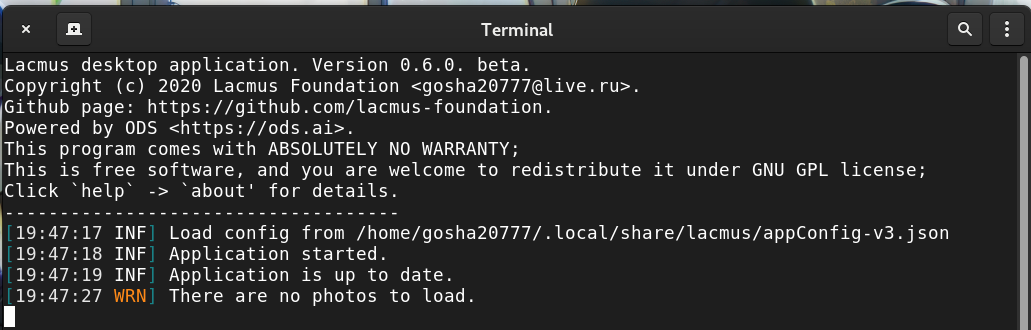 Terminal
Lacmus desktop application. Version 0.6.0. beta.
Copyright (c) 2020 Lacmus Foundation <gosha20777@live.ru>.
Github page: https://github.com/lacmus-foundation.
Powered by ODS <https://ods.ai>.
This program comes with ABSOLUTELY NO WARRANTY;
This is free software, and you are welcome to redistribute it under GNU GPL license;
Click `help` -> `about' for details.
------------------------------------
[19:47:17 INF] Load config from /home/gosha20777/.local/share/lacmus/appConfig-v3.json
[19:47:18 INF] Application started.
[19:47:19 INF] Application is up to date.
[19:47:27 WRN] There are no photos to load.